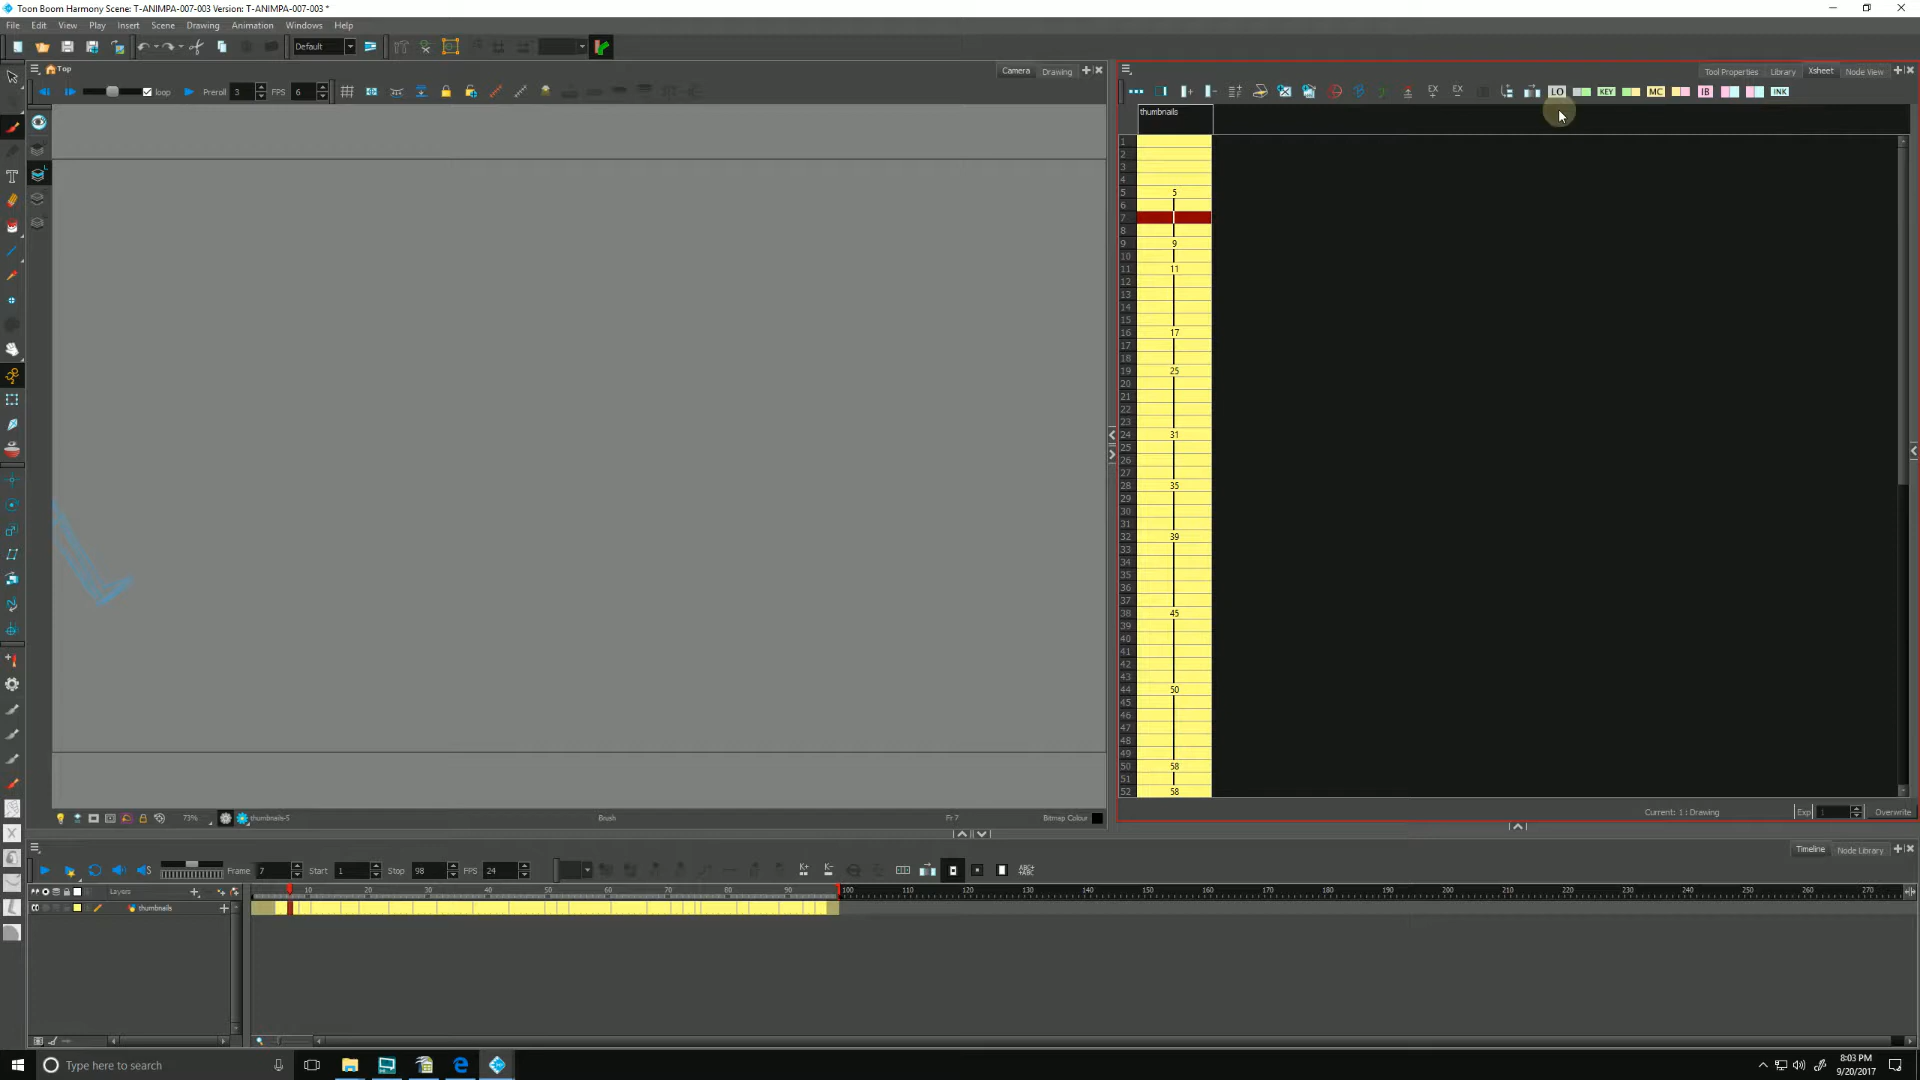 Toon Boom Harmony Scene: T-ANIMPA-007-003 Version: T-ANIMPA-007-003 *
File Edit View Play Insert Scene Drawing Animation Windows Help
Default
Top
Camera Drawing
loop Preroll 3 FPS 6
Tool Properties Library Xsheet Node View
EX EX LO KEY MC IB INK
thumbnails
1
2
3
4
5 5
6
7
8
9 9
10
11 11
12
13
14
15
16 17
17
18
19 25
20
21
22
23
24 31
25
26
27
28 35
29
30
31
32 39
33
34
35
36
37
38 45
39
40
41
42
43
44 50
45
46
47
48
49
50 58
51
52 58
73% thumbnails-5 Brush Fr 7 Bitmap Colour
Current: 1 : Drawing Exp 1 Overwrite
Timeline Node Library
Frame 7 Start 1 Stop 98 FPS 24
Layers
10 20 30 40 50 60 70 80 90 100 110 120 130 140 150 160 170 180 190 200 210 220 230 240 250 260 270
thumbnails
Type here to search
8:03 PM
9/20/2017